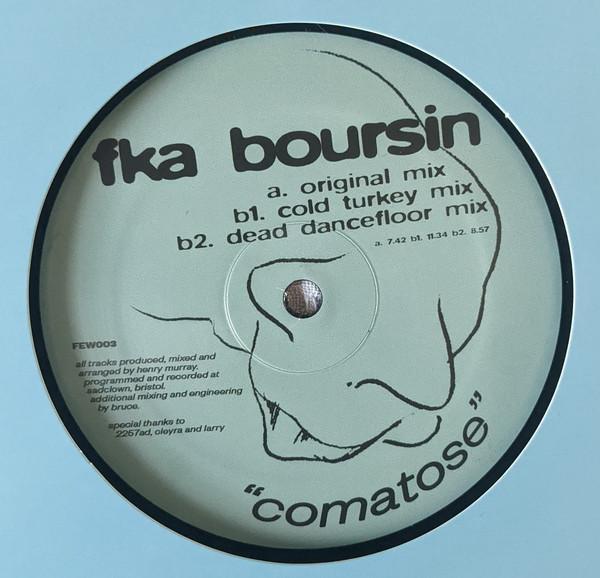 fka boursin
a. original mix
b1. cold turkey mix
b2. dead dancefloor mix
a. 7.42 b1. 11.34 b2. 8.57
FEW003
all tracks produced, mixed and
arranged by henry murray.
programmed and recorded at
sadclown, bristol.
additional mixing and engineering
by bruce.
special thanks to
2257ad, cleyra and larry
"comatose"